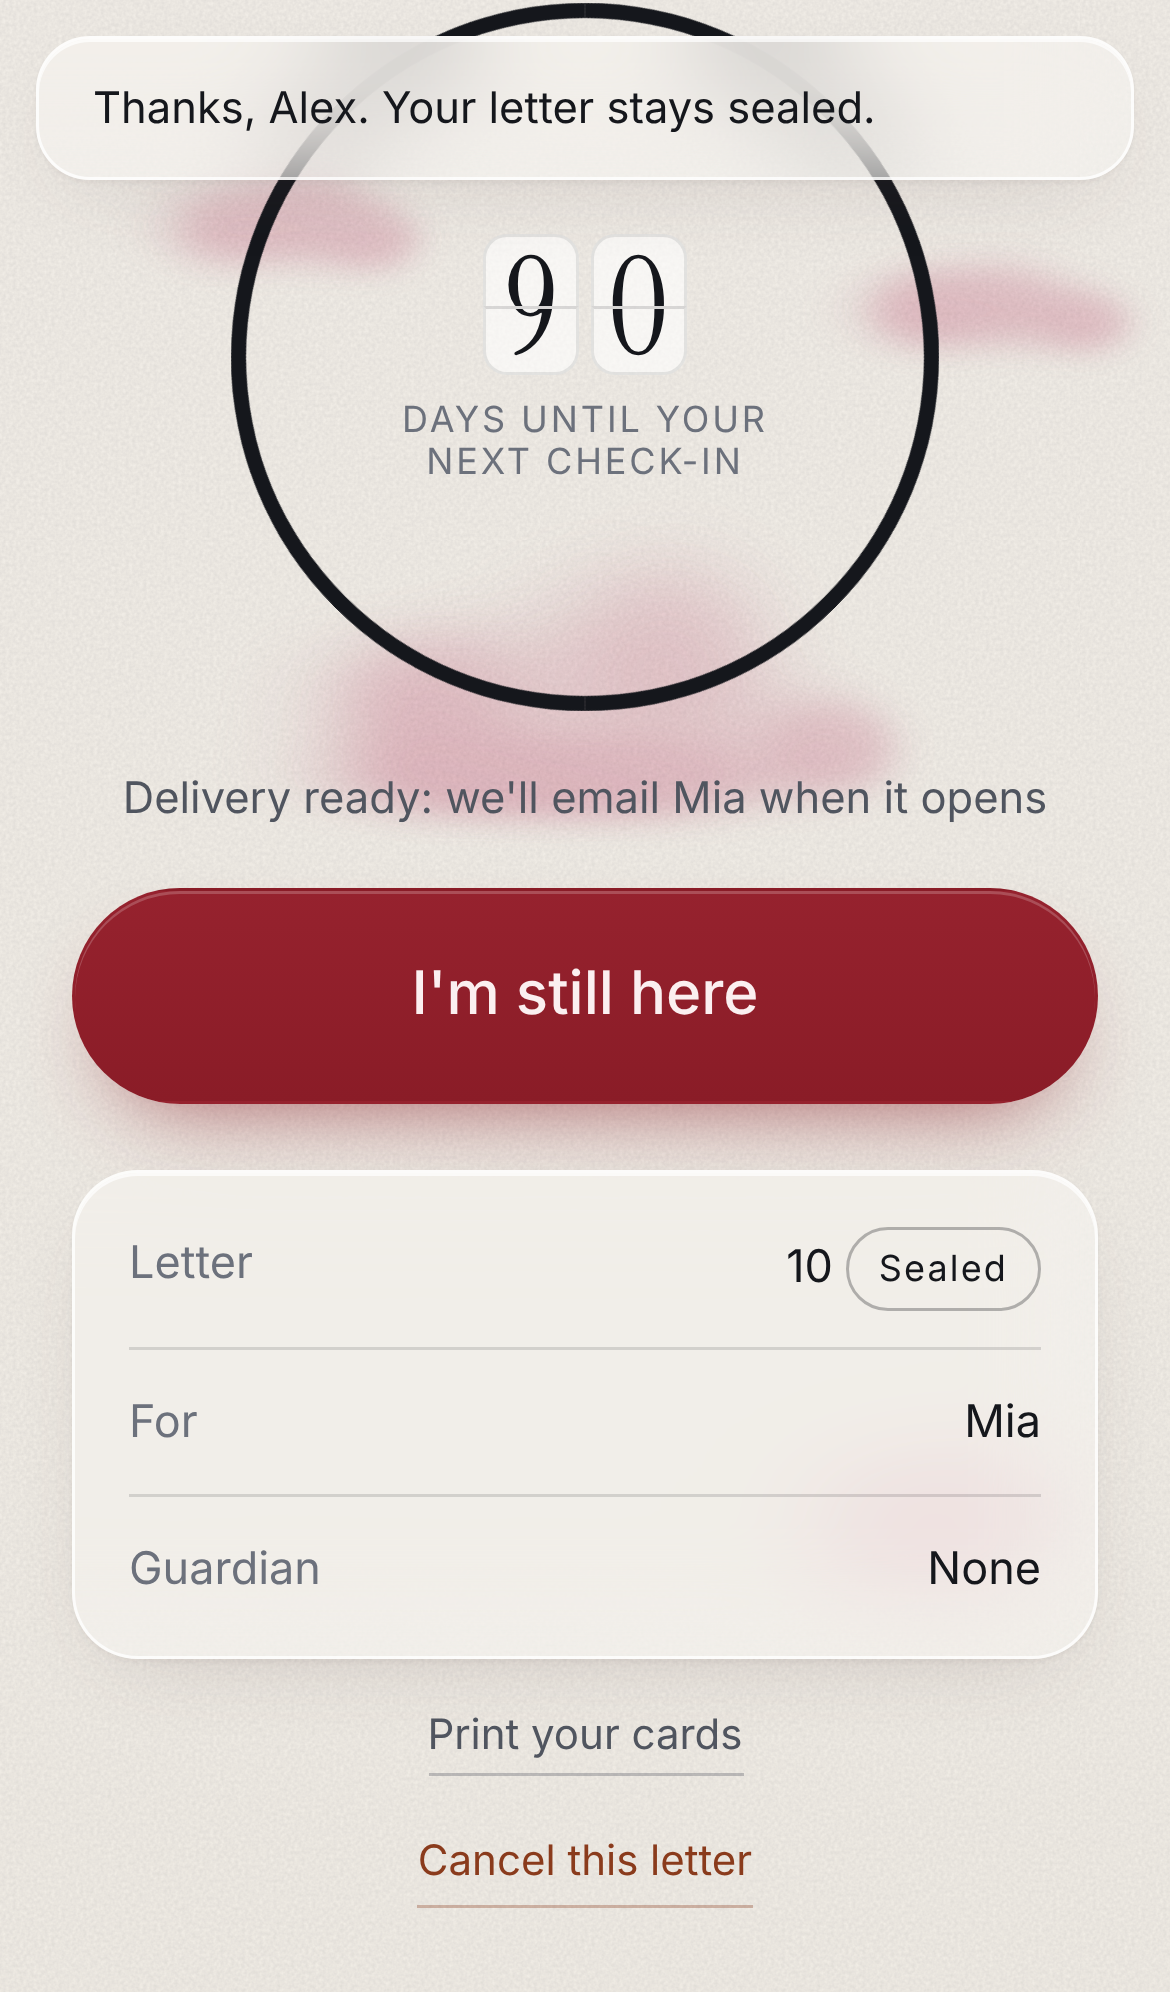 Thanks, Alex. Your letter stays sealed.
90
DAYS UNTIL YOUR
NEXT CHECK-IN
Delivery ready: we'll email Mia when it opens
I'm still here
Letter 10 Sealed
For Mia
Guardian None
Print your cards
Cancel this letter